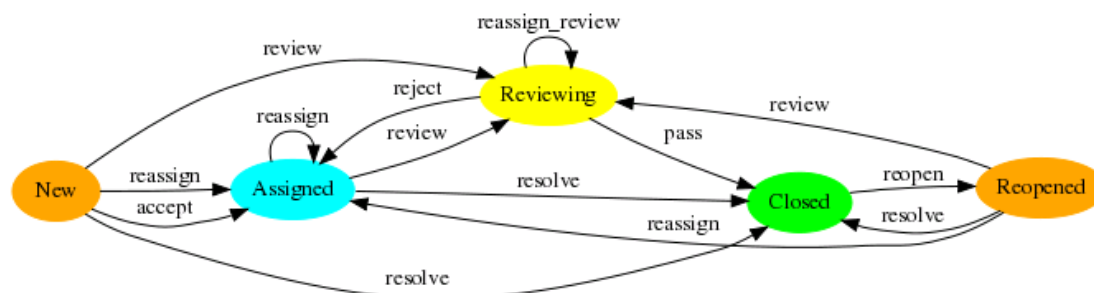 reassign_review
review
reject
Reviewing
review
reassign
review
pass
New
reassign
accept
Assigned
resolve
Closed
reopen
Reopened
resolve
reassign
resolve